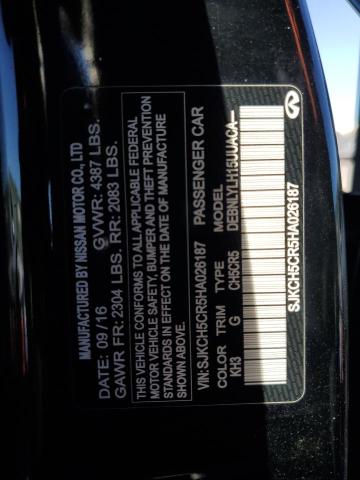 MANUFACTURED BY NISSAN MOTOR CO., LTD
DATE: 09 / 16 GVWR: 4387 LBS.
GAWR FR: 2304 LBS. RR: 2083 LBS.
THIS VEHICLE CONFORMS TO ALL APPLICABLE FEDERAL
MOTOR VEHICLE SAFETY, BUMPER AND THEFT PREVENTION
STANDARDS IN EFFECT ON THE DATE OF MANUFACTURE
SHOWN ABOVE.
VIN: SJKCH5CR5HA026187 PASSENGER CAR
COLOR TRIM TYPE MODEL
KH3 G CH5CR5 DEBNLYLH15UUACA----
SJKCH5CR5HA026187